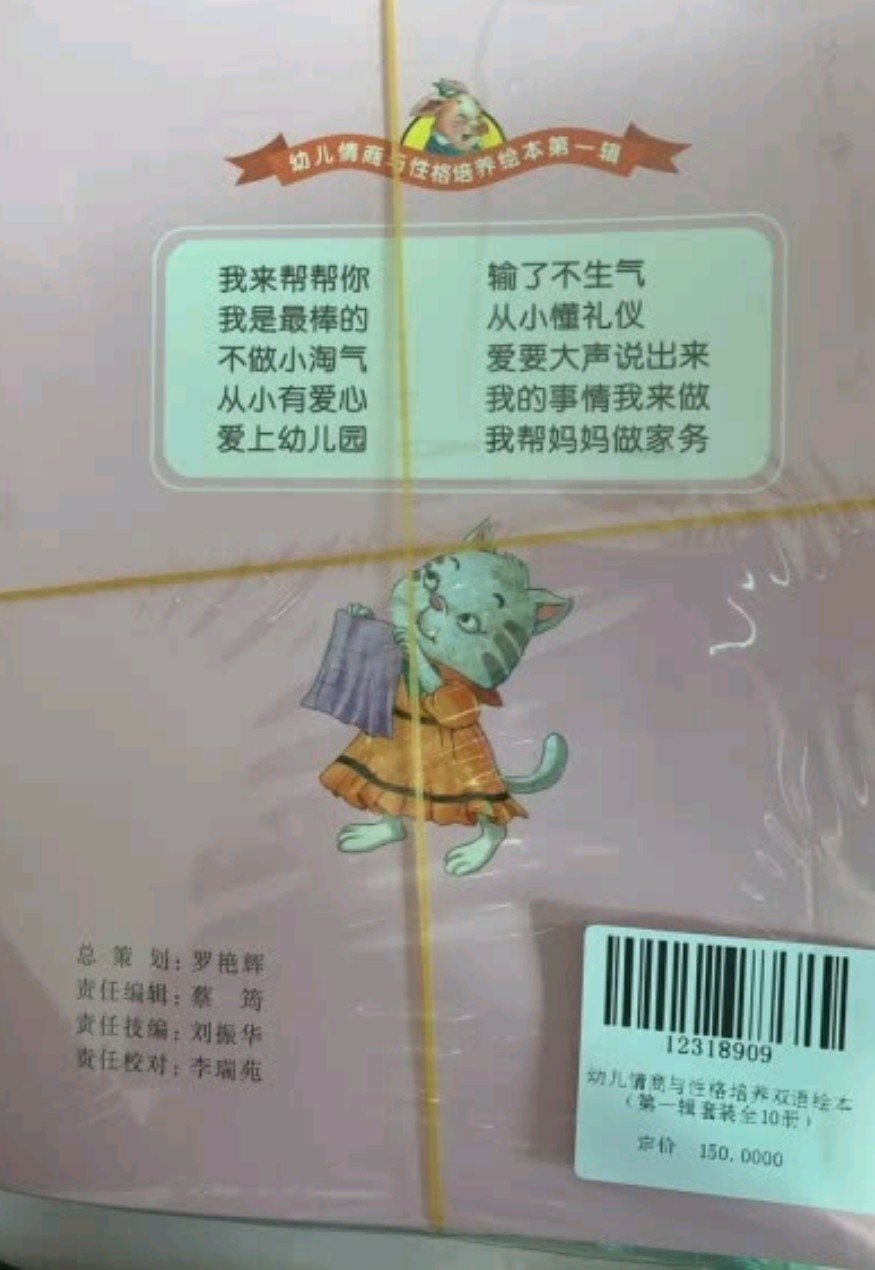 幼儿情商与性格培养绘本第一辑
我来帮帮你
我是最棒的
不做小淘气
从小有爱心
爱上幼儿园
输了不生气
从小懂礼仪
爱要大声说出来
我的事情我来做
我帮妈妈做家务
总 策 划：罗艳辉
责任编辑：蔡 筠
责任技编：刘振华
责任校对：李瑞苑
12318909
幼儿情商与性格培养双语绘本
（第一辑套装全10册）
定价 150.0000